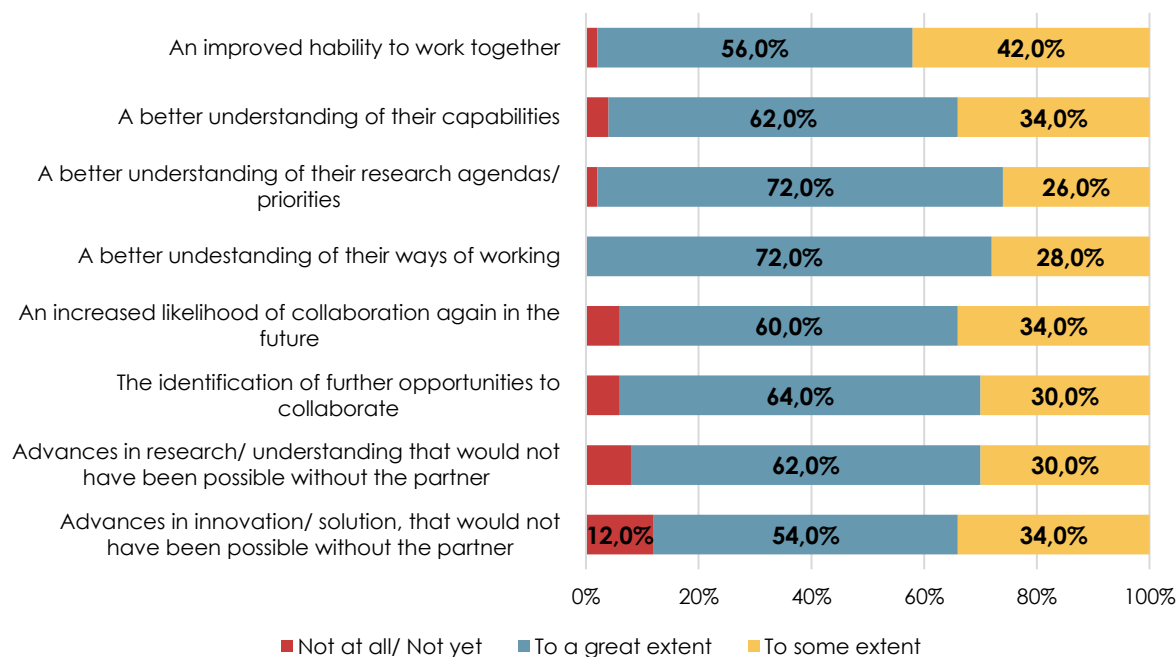 An improved hability to work together
56,0%
42,0%
A better understanding of their capabilities
62,0%
34,0%
A better understanding of their research agendas/
priorities
72,0%
26,0%
A better undestanding of their ways of working
72,0%
28,0%
An increased likelihood of collaboration again in the
future
60,0%
34,0%
The identification of further opportunities to
collaborate
64,0%
30,0%
Advances in research/ understanding that would not
have been possible without the partner
62,0%
30,0%
Advances in innovation/ solution, that would not
have been possible without the partner
12,0%
54,0%
34,0%
0%
20%
40%
60%
80%
100%
Not at all/ Not yet
To a great extent
To some extent